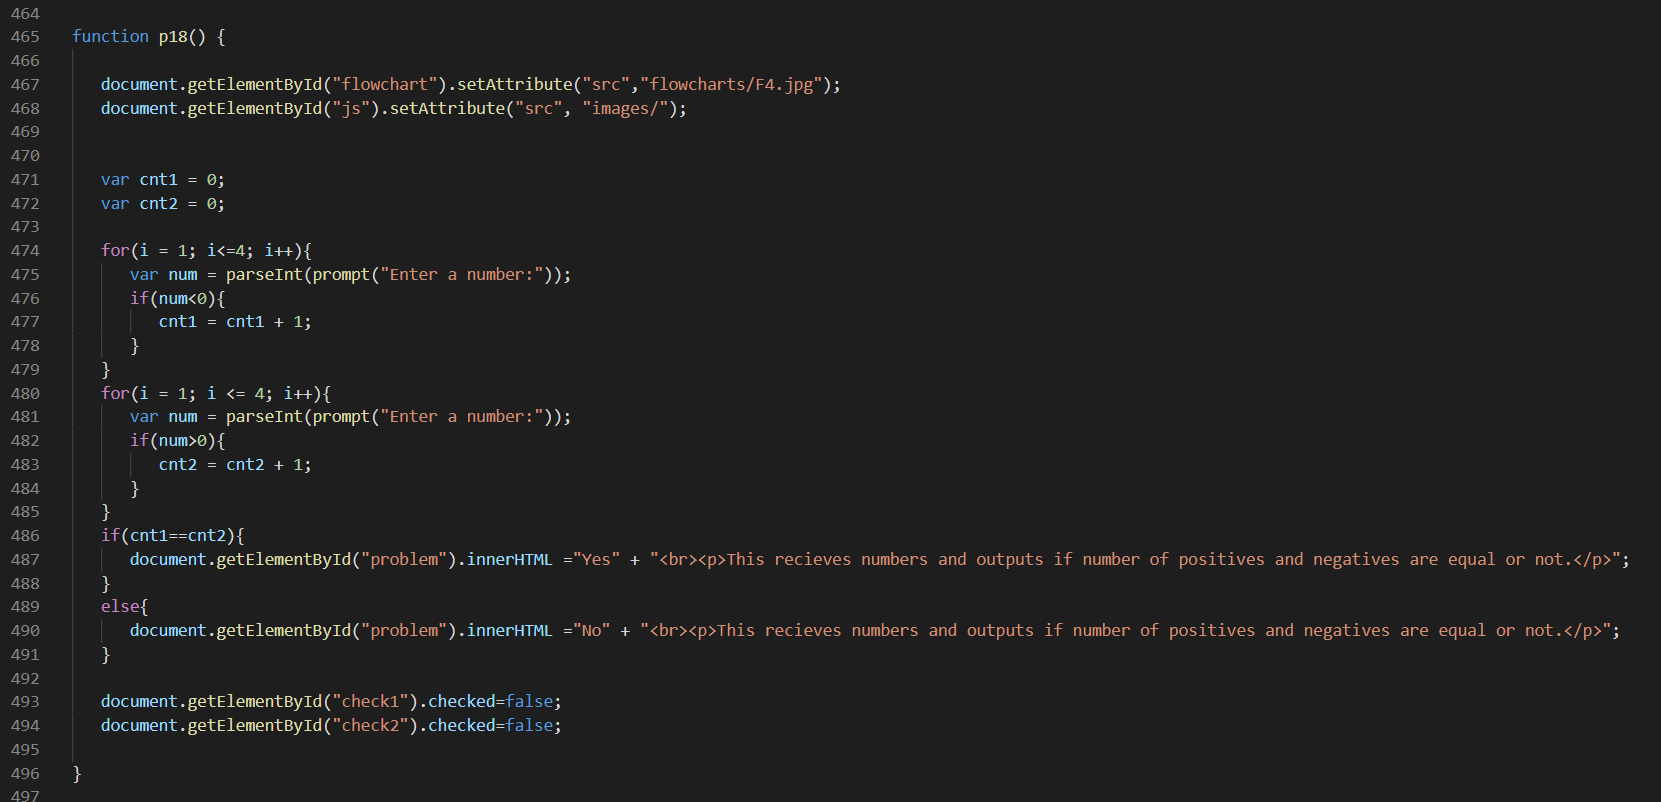 464
465 function p18() {
466
467 document.getElementById("flowchart").setAttribute("src","flowcharts/F4.jpg");
468 document.getElementById("js").setAttribute("src", "images/");
469
470
471 var cnt1 = 0;
472 var cnt2 = 0;
473
474 for(i = 1; i<=4; i++){
475 var num = parseInt(prompt("Enter a number:"));
476 if(num<0){
477 cnt1 = cnt1 + 1;
478 }
479 }
480 for(i = 1; i <= 4; i++){
481 var num = parseInt(prompt("Enter a number:"));
482 if(num>0){
483 cnt2 = cnt2 + 1;
484 }
485 }
486 if(cnt1==cnt2){
487 document.getElementById("problem").innerHTML ="Yes" + "<br><p>This recieves numbers and outputs if number of positives and negatives are equal or not.</p>";
488 }
489 else{
490 document.getElementById("problem").innerHTML ="No" + "<br><p>This recieves numbers and outputs if number of positives and negatives are equal or not.</p>";
491 }
492
493 document.getElementById("check1").checked=false;
494 document.getElementById("check2").checked=false;
495
496 }
497